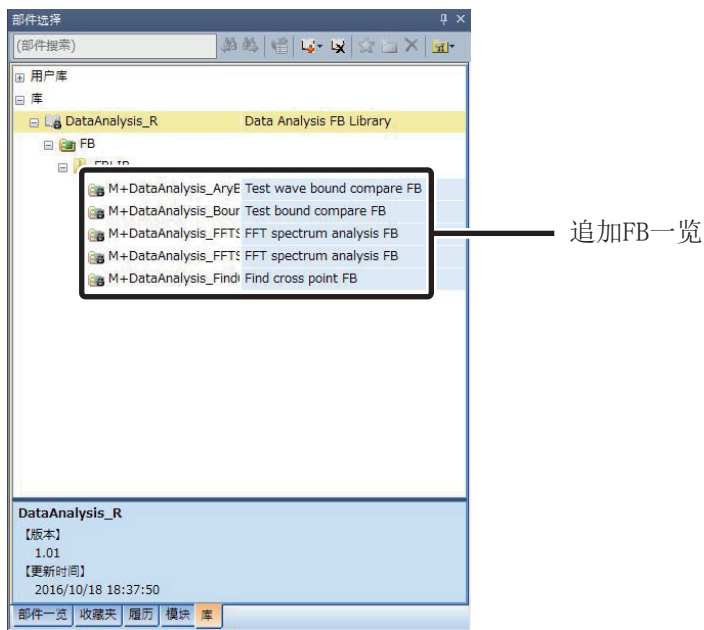 部件选择
(部件搜索)
用户库
库
DataAnalysis_R Data Analysis FB Library
FB
M+DataAnalysis_AryE Test wave bound compare FB
M+DataAnalysis_Bour Test bound compare FB
M+DataAnalysis_FFTS FFT spectrum analysis FB
M+DataAnalysis_FFTS FFT spectrum analysis FB
M+DataAnalysis_Find Find cross point FB
追加FB一览
DataAnalysis_R
【版本】
1.01
【更新时间】
2016/10/18 18:37:50
部件一览 收藏夹 履历 模块 库